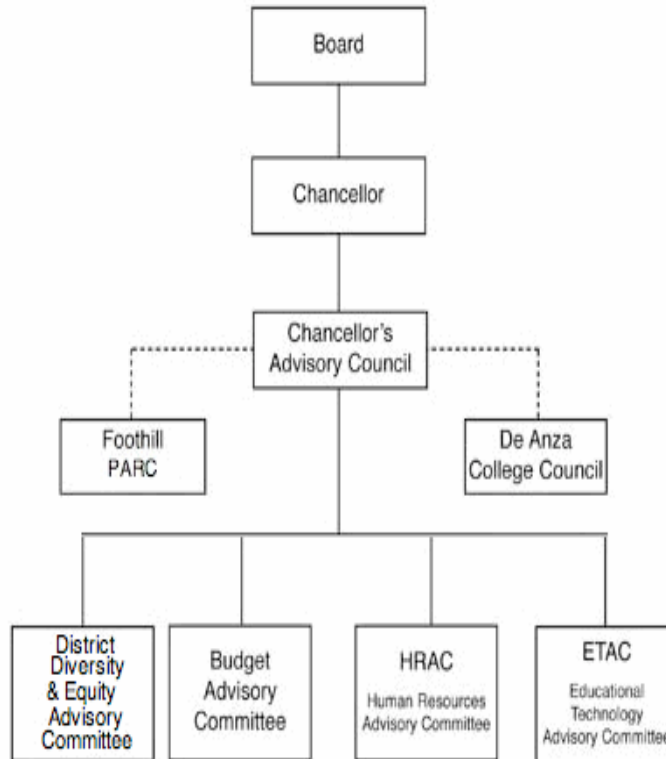 Board
Chancellor
Chancellor's
Advisory Council
Foothill
PARC
De Anza
College Council
District
Diversity
& Equity
Advisory
Committee
Budget
Advisory
Committee
HRAC
Human Resources
Advisory Committee
ETAC
Educational
Technology
Advisory Committee